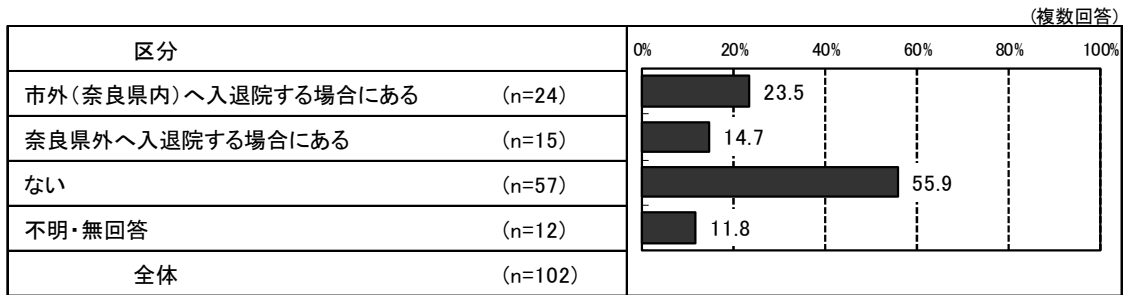 (複数回答)
区分
0% 20% 40% 60% 80% 100%
市外(奈良県内)へ入退院する場合にある (n=24) 23.5
奈良県外へ入退院する場合にある (n=15) 14.7
ない (n=57) 55.9
不明・無回答 (n=12) 11.8
全体 (n=102)